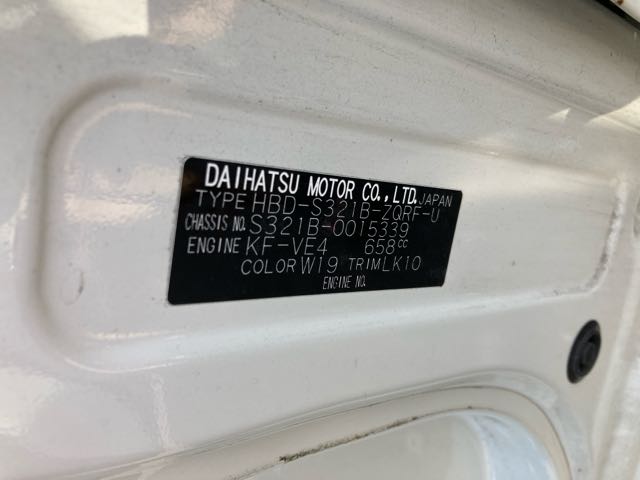 DAIHATSU MOTOR CO., LTD. JAPAN
TYPE HBD-S321B-ZQRF-U
CHASSIS NO. S321B-0015339
ENGINE KF-VE4 658cc
COLOR W19 TRIM LK10
ENGINE NO.